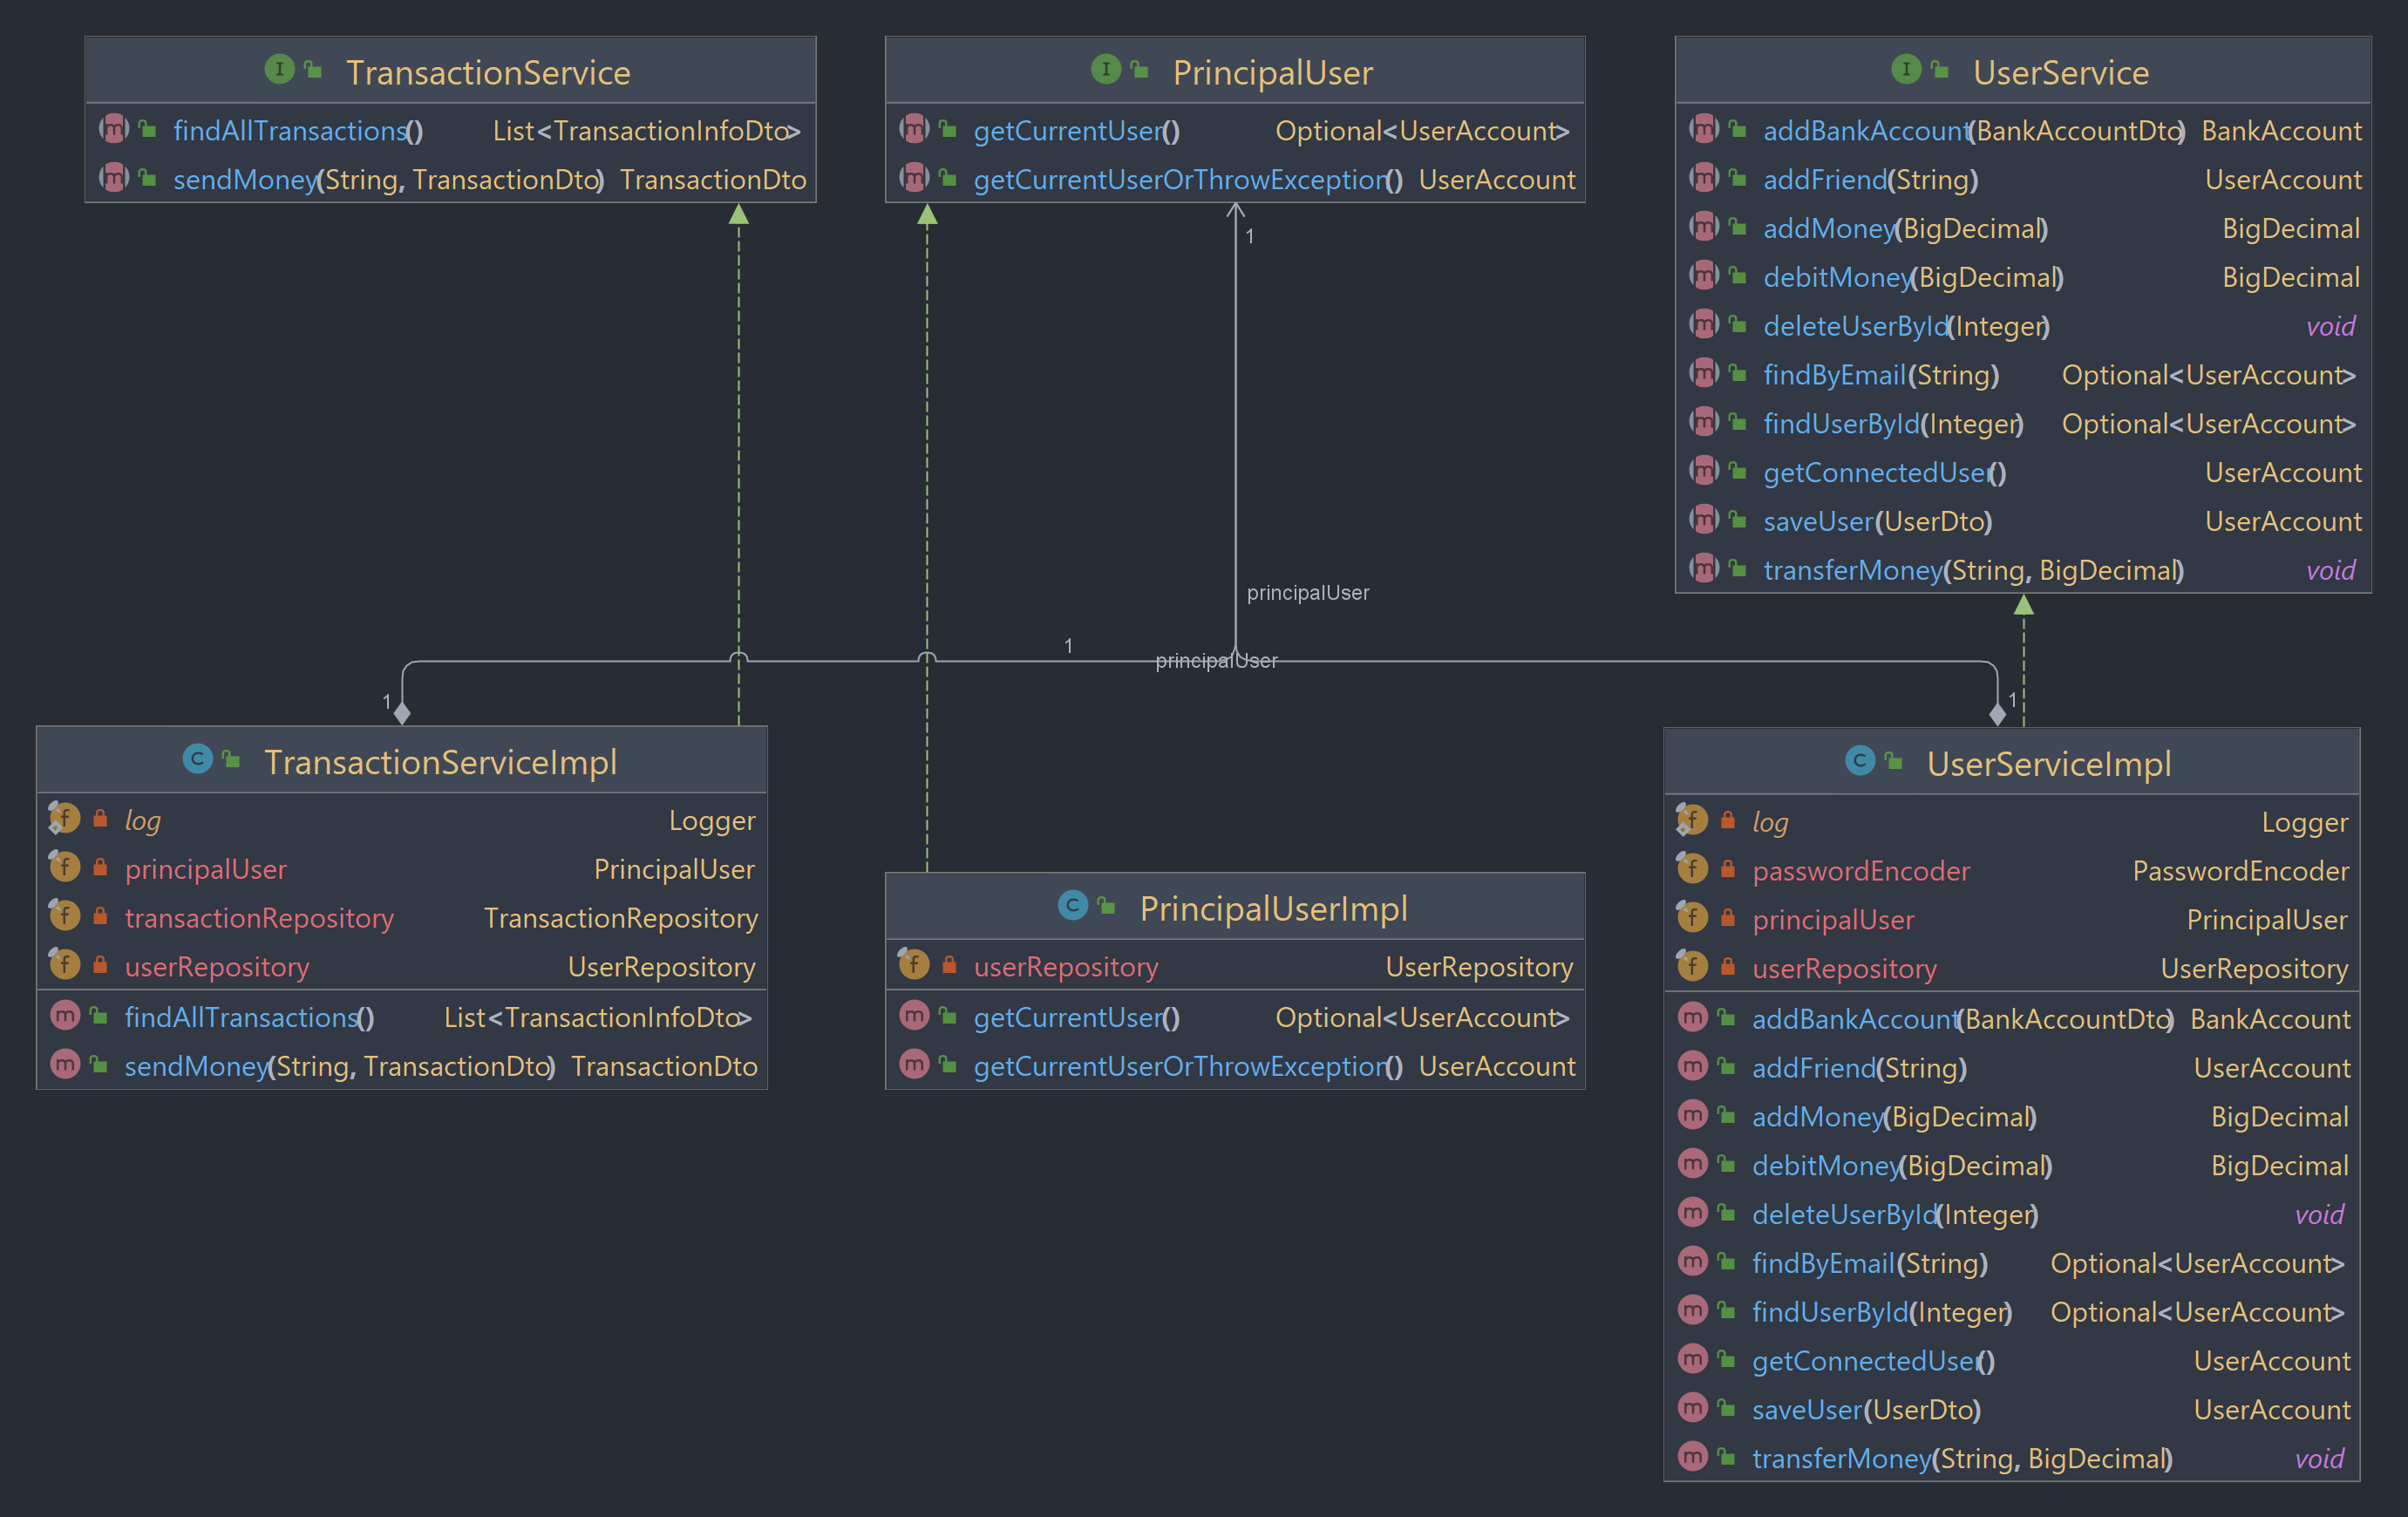 TransactionService
findAllTransactions() List<TransactionInfoDto>
sendMoney(String, TransactionDto) TransactionDto
PrincipalUser
getCurrentUser() Optional<UserAccount>
getCurrentUserOrThrowException() UserAccount
UserService
addBankAccount(BankAccountDto) BankAccount
addFriend(String) UserAccount
addMoney(BigDecimal) BigDecimal
debitMoney(BigDecimal) BigDecimal
deleteUserById(Integer) void
findByEmail(String) Optional<UserAccount>
findUserById(Integer) Optional<UserAccount>
getConnectedUser() UserAccount
saveUser(UserDto) UserAccount
transferMoney(String, BigDecimal) void
1
principalUser
1
principalUser
1
1
TransactionServiceImpl
log Logger
principalUser PrincipalUser
transactionRepository TransactionRepository
userRepository UserRepository
findAllTransactions() List<TransactionInfoDto>
sendMoney(String, TransactionDto) TransactionDto
PrincipalUserImpl
userRepository UserRepository
getCurrentUser() Optional<UserAccount>
getCurrentUserOrThrowException() UserAccount
UserServiceImpl
log Logger
passwordEncoder PasswordEncoder
principalUser PrincipalUser
userRepository UserRepository
addBankAccount(BankAccountDto) BankAccount
addFriend(String) UserAccount
addMoney(BigDecimal) BigDecimal
debitMoney(BigDecimal) BigDecimal
deleteUserById(Integer) void
findByEmail(String) Optional<UserAccount>
findUserById(Integer) Optional<UserAccount>
getConnectedUser() UserAccount
saveUser(UserDto) UserAccount
transferMoney(String, BigDecimal) void